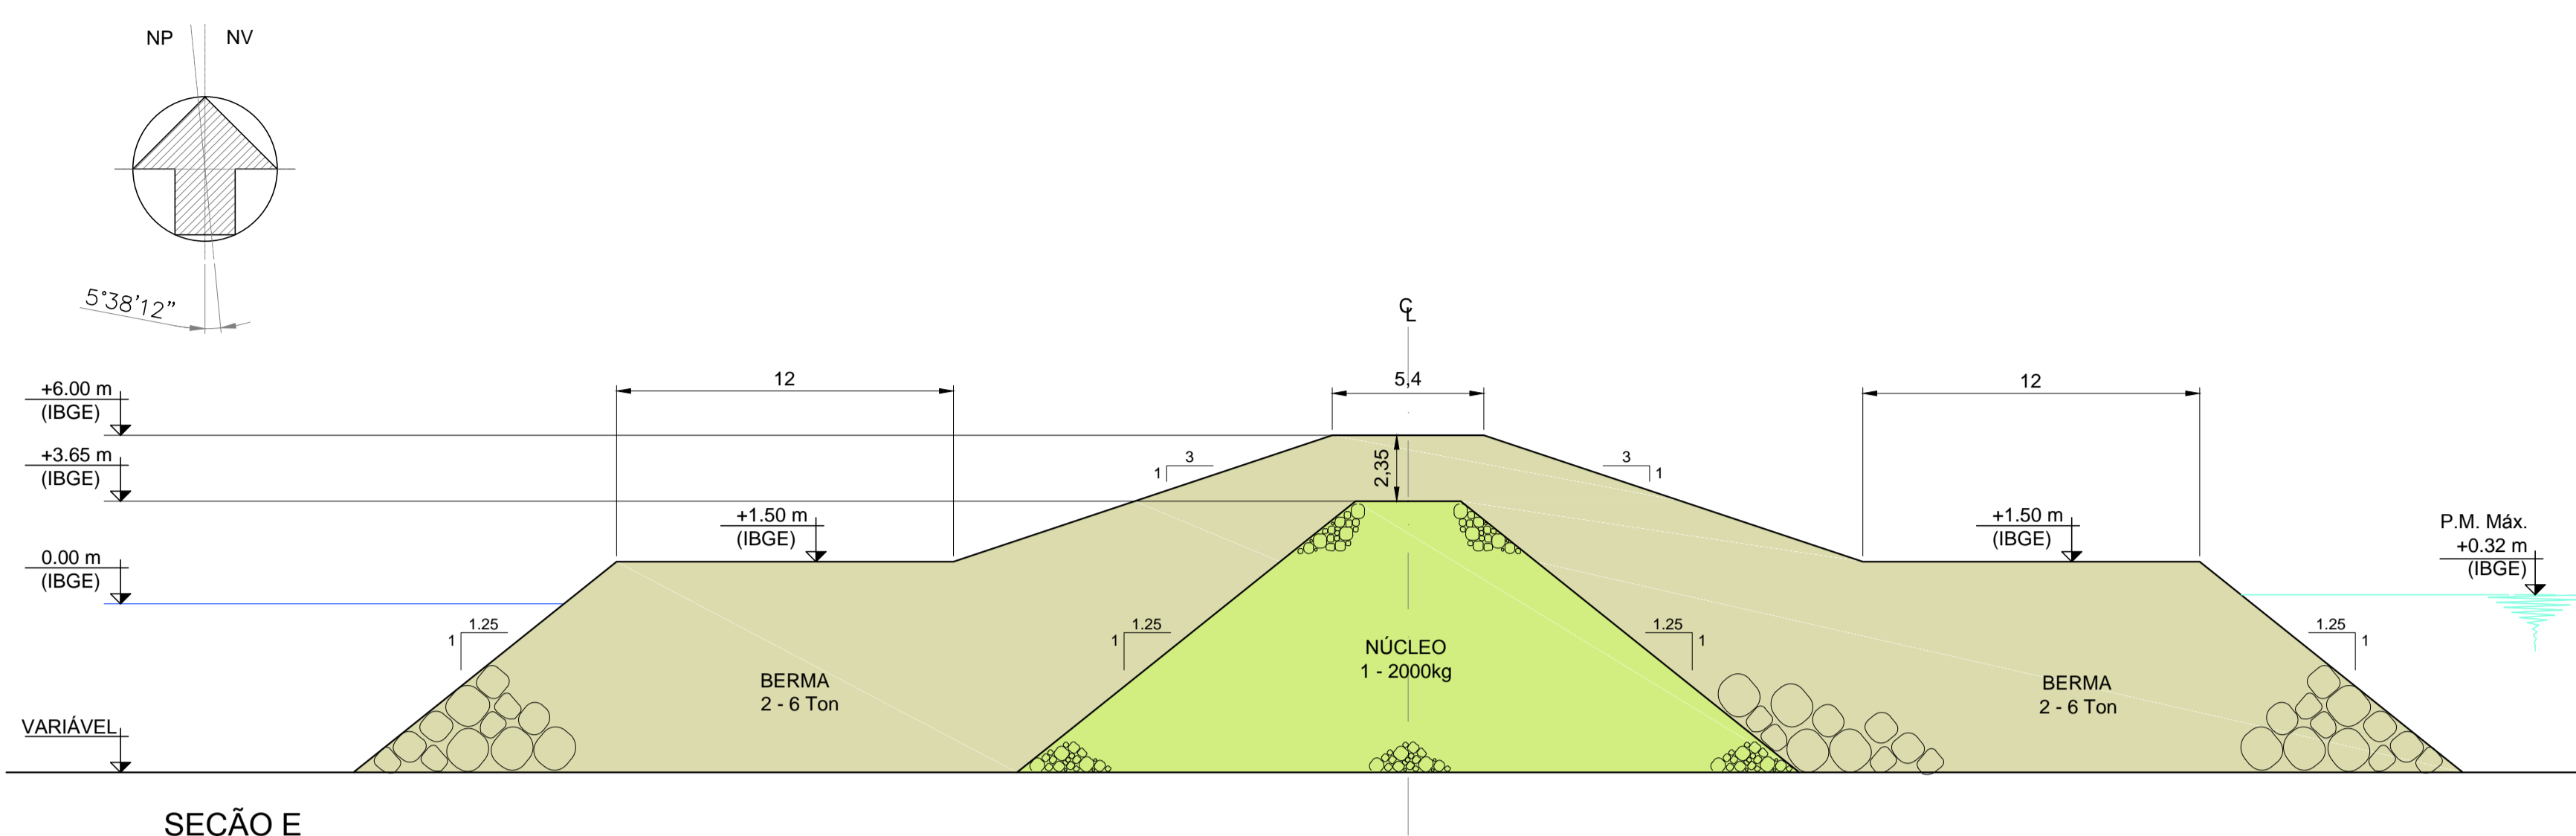 NP NV
5°38'12"
C
L
12
5,4
12
+6.00 m
(IBGE)
+3.65 m
(IBGE)
3
1
2,35
3
1
+1.50 m
(IBGE)
+1.50 m
(IBGE)
P.M. Máx.
+0.32 m
(IBGE)
0.00 m
(IBGE)
1.25
1
1.25
1
1.25
1
1.25
1
NÚCLEO
1 - 2000kg
BERMA
2 - 6 Ton
BERMA
2 - 6 Ton
VARIÁVEL
SECÃO E